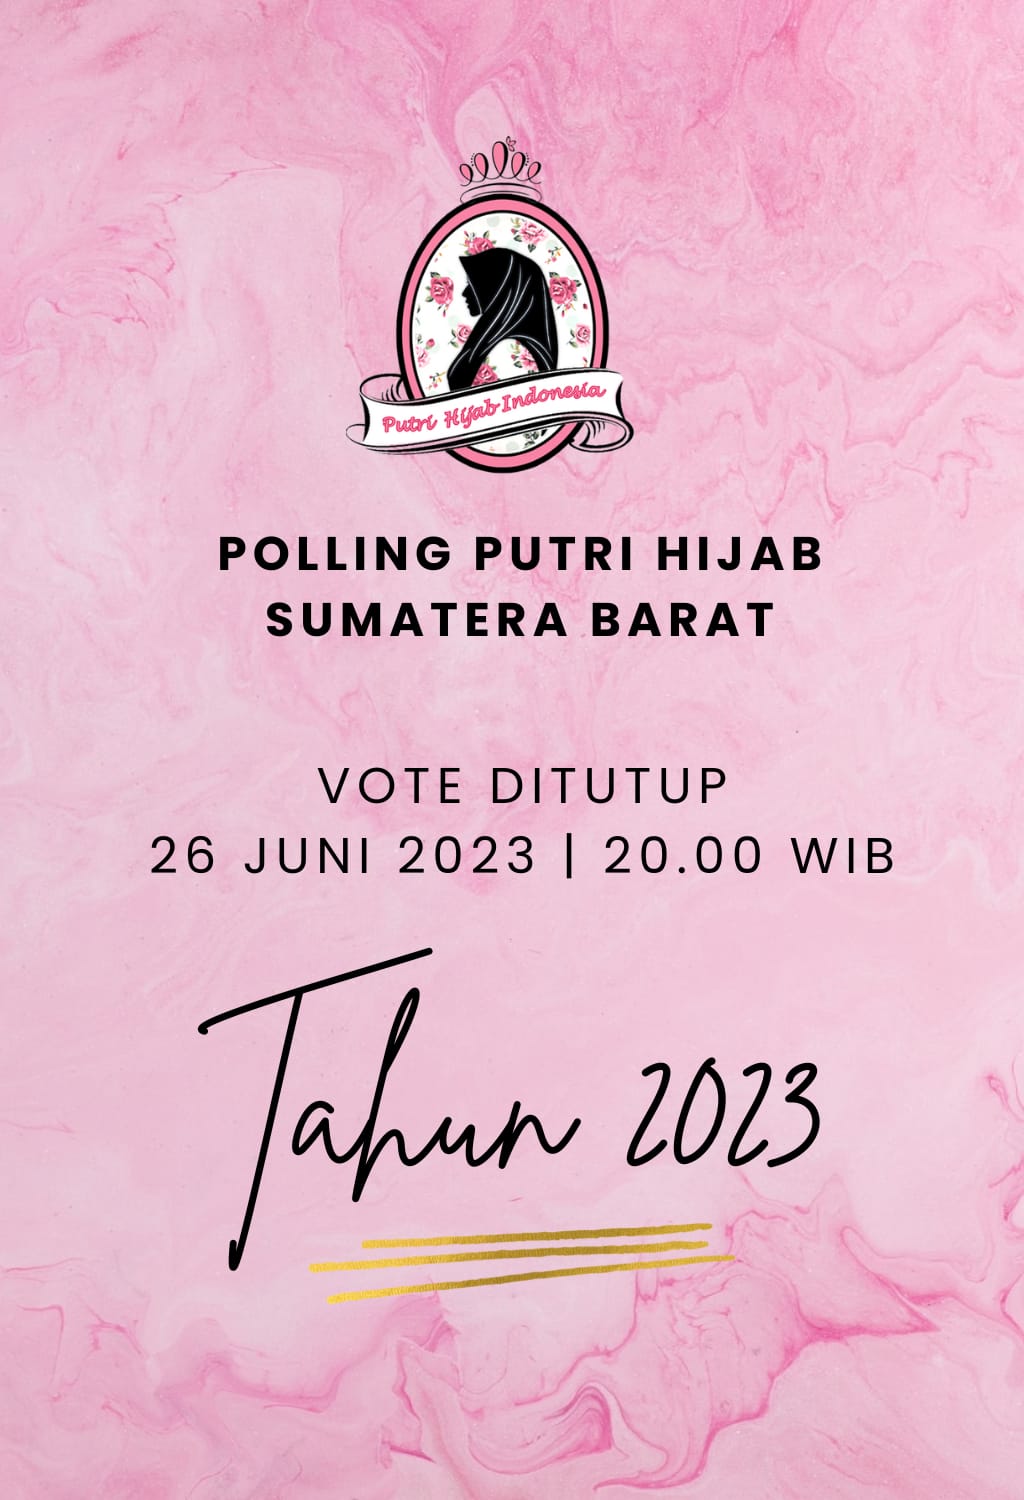 Putri Hijab Indonesia
POLLING PUTRI HIJAB
SUMATERA BARAT
VOTE DITUTUP
26 JUNI 2023 | 20.00 WIB
Tahun 2023